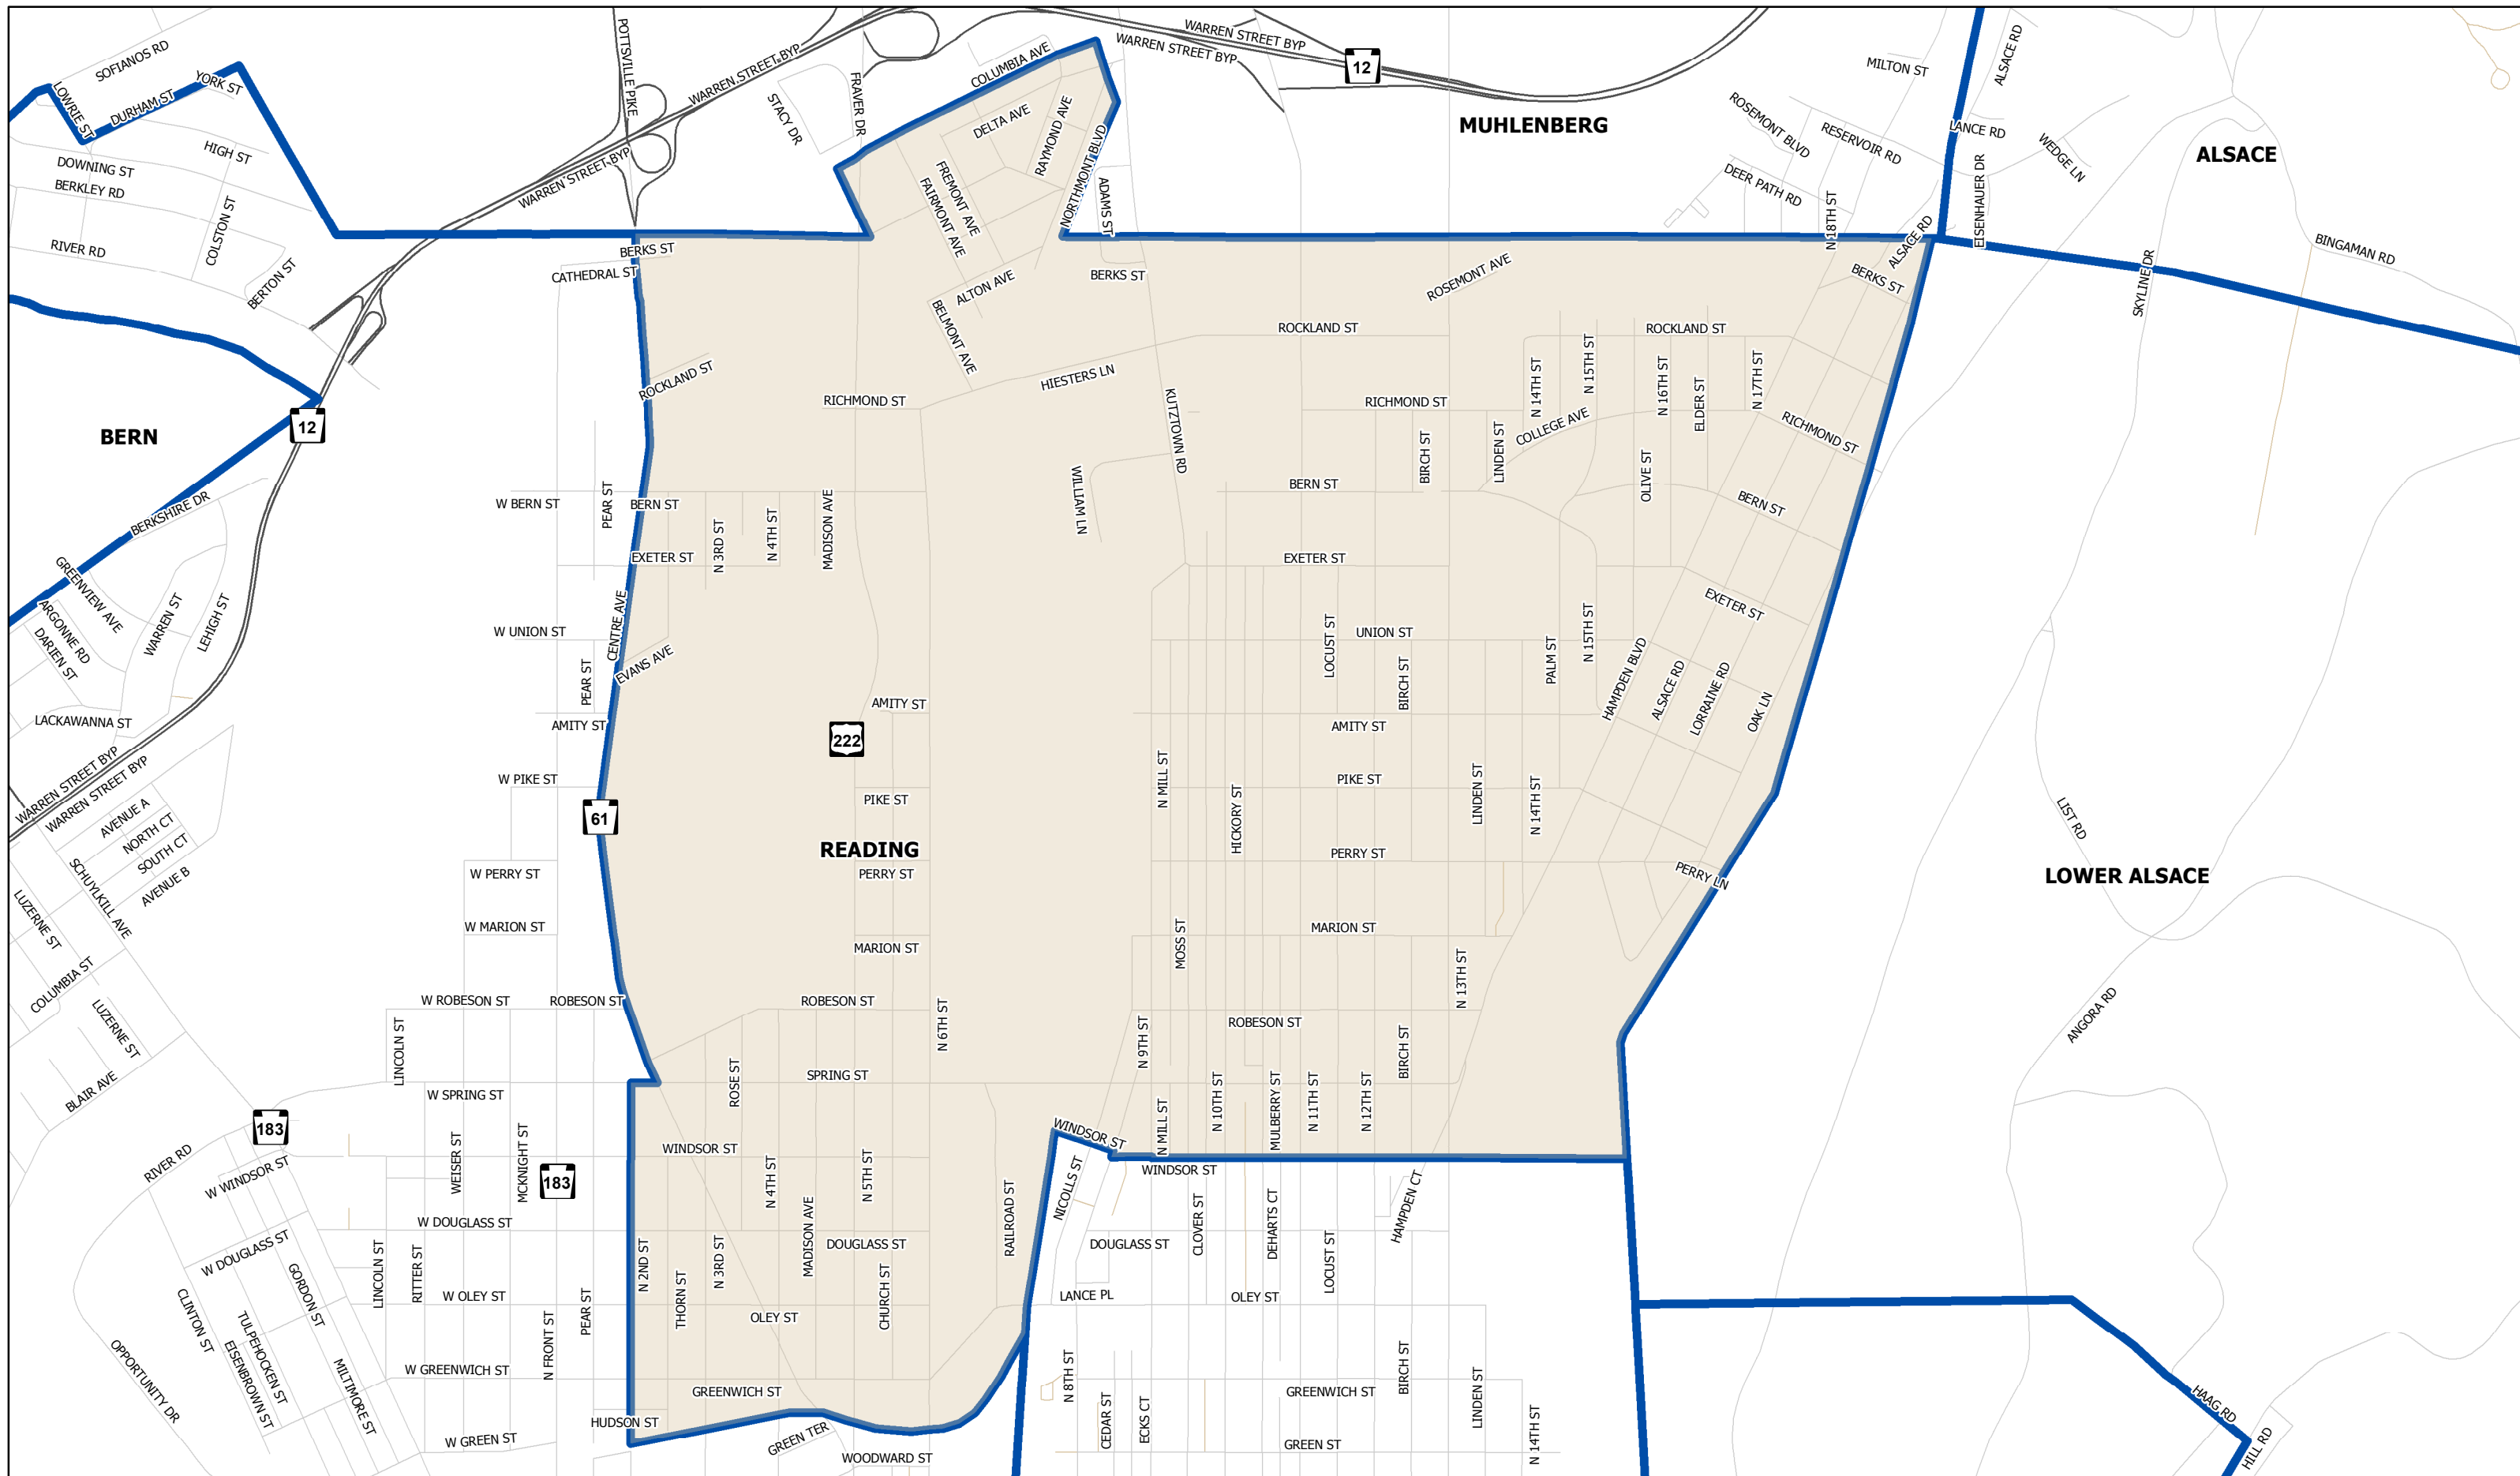 SOFIANOS RD
LOWRIE ST
DURHAM ST
YORK ST
HIGH ST
DOWNING ST
BERKLEY RD
COLSTON ST
RIVER RD
BERTON ST
POTTSVILLE PIKE
WARREN STREET BYP
WARREN STREET BYP
STACY DR
FRAVER DR
COLUMBIA AVE
DELTA AVE
RAYMOND AVE
NORTHMONT BLVD
FREMONT AVE
FAIRMONT AVE
ADAMS ST
WARREN STREET BYP
WARREN STREET BYP
12
MUHLENBERG
MILTON ST
ALSACE RD
ROSEMONT BLVD
RESERVOIR RD
LANCE RD
WEDGE LN
DEER PATH RD
N 18TH ST
EISENHAUER DR
ALSACE RD
ALSACE
BINGAMAN RD
SKYLINE DR
BERKS ST
CATHEDRAL ST
ALTON AVE
BELMONT AVE
BERKS ST
ROSEMONT AVE
BERKS ST
ROCKLAND ST
ROCKLAND ST
ROCKLAND ST
HIESTERS LN
RICHMOND ST
RICHMOND ST
RICHMOND ST
KUTZTOWN RD
N 14TH ST
N 15TH ST
N 16TH ST
ELDER ST
N 17TH ST
COLLEGE AVE
LINDEN ST
BIRCH ST
OLIVE ST
BERN
12
BERKSHIRE DR
GREENVIEW AVE
ARGONNE RD
DARIEN ST
WARREN ST
LEHIGH ST
LACKAWANNA ST
WARREN STREET BYP
WARREN STREET BYP
W BERN ST
PEAR ST
BERN ST
N 3RD ST
N 4TH ST
MADISON AVE
WILLIAM LN
BERN ST
BERN ST
EXETER ST
EXETER ST
EXETER ST
W UNION ST
CENTRE AVE
PEAR ST
EVANS AVE
UNION ST
LOCUST ST
BIRCH ST
PALM ST
N 15TH ST
HAMPDEN BLVD
ALSACE RD
LORRAINE RD
OAK LN
AMITY ST
AMITY ST
AMITY ST
222
W PIKE ST
61
PIKE ST
PIKE ST
N MILL ST
HICKORY ST
LINDEN ST
N 14TH ST
READING
W PERRY ST
PERRY ST
PERRY ST
PERRY LN
LIST RD
LOWER ALSACE
AVENUE A
NORTH CT
SOUTH CT
AVENUE B
SCHUYLKILL AVE
LUZERNE ST
COLUMBIA ST
LUZERNE ST
BLAIR AVE
W MARION ST
MARION ST
MOSS ST
MARION ST
N 13TH ST
ANGORA RD
W ROBESON ST
ROBESON ST
ROBESON ST
N 6TH ST
ROBESON ST
LINCOLN ST
N 9TH ST
BIRCH ST
W SPRING ST
ROSE ST
SPRING ST
N MILL ST
N 10TH ST
MULBERRY ST
N 11TH ST
N 12TH ST
183
RIVER RD
W WINDSOR ST
WEISER ST
MCKNIGHT ST
183
WINDSOR ST
WINDSOR ST
WINDSOR ST
N 4TH ST
N 5TH ST
NICOLLS ST
W DOUGLASS ST
W DOUGLASS ST
DOUGLASS ST
DOUGLASS ST
MADISON AVE
RAILROAD ST
CLOVER ST
DEHARTS CT
HAMPDEN CT
LOCUST ST
LINCOLN ST
RITTER ST
N 2ND ST
THORN ST
N 3RD ST
CHURCH ST
W OLEY ST
OLEY ST
LANCE PL
OLEY ST
GORDON ST
CLINTON ST
TULPEHOCKEN ST
EISENBROWN ST
MILTIMORE ST
OPPORTUNITY DR
N FRONT ST
PEAR ST
W GREENWICH ST
GREENWICH ST
GREENWICH ST
HUDSON ST
W GREEN ST
GREEN TER
WOODWARD ST
N 8TH ST
CEDAR ST
ECKS CT
GREEN ST
BIRCH ST
LINDEN ST
N 14TH ST
HAAG RD
HILL RD